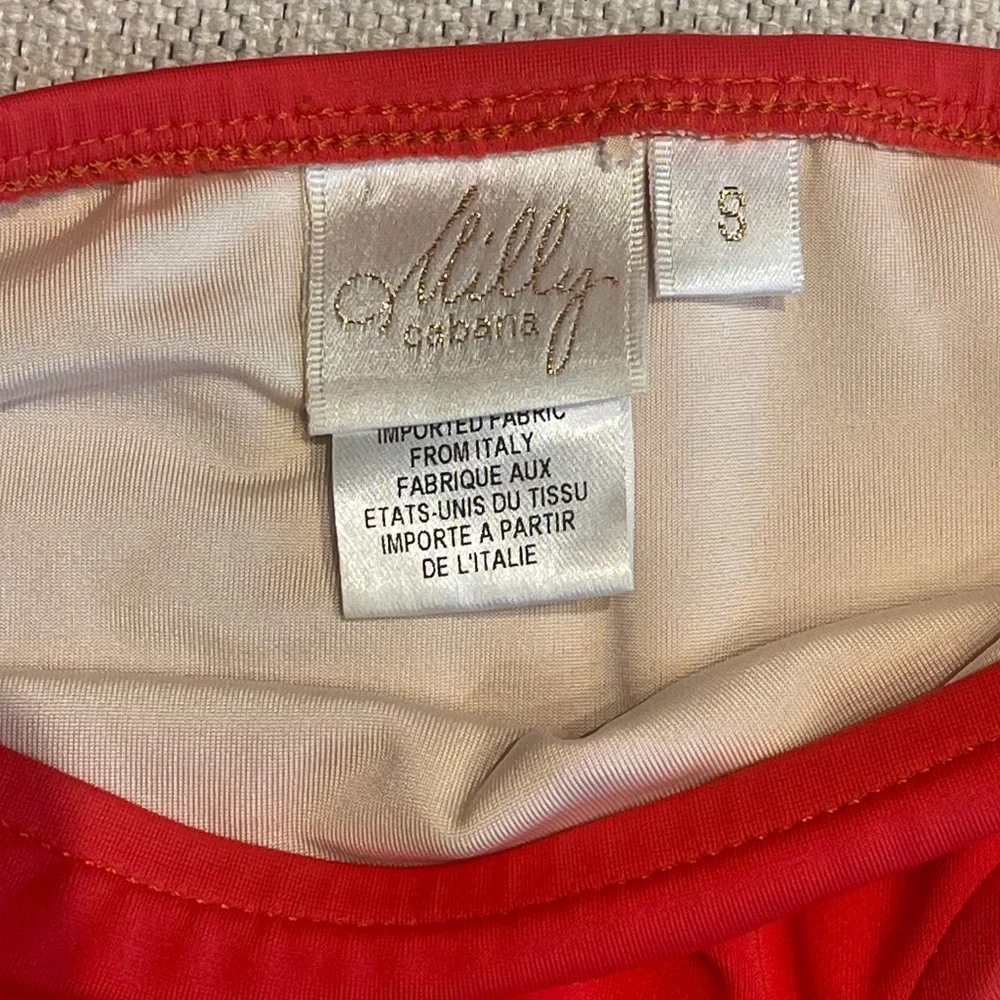 Milly
cabana
S
IMPORTED FABRIC
FROM ITALY
FABRIQUE AUX
ETATS-UNIS DU TISSU
IMPORTE A PARTIR
DE L'ITALIE